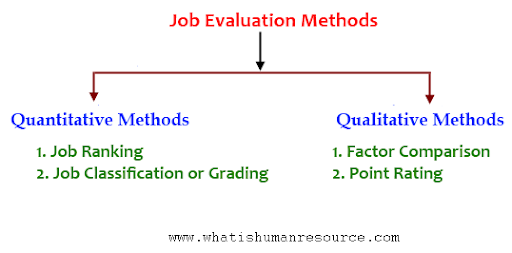 Job Evaluation Methods
Quantitative Methods
1. Job Ranking
2. Job Classification or Grading
Qualitative Methods
1. Factor Comparison
2. Point Rating
www.whatishumanresource.com